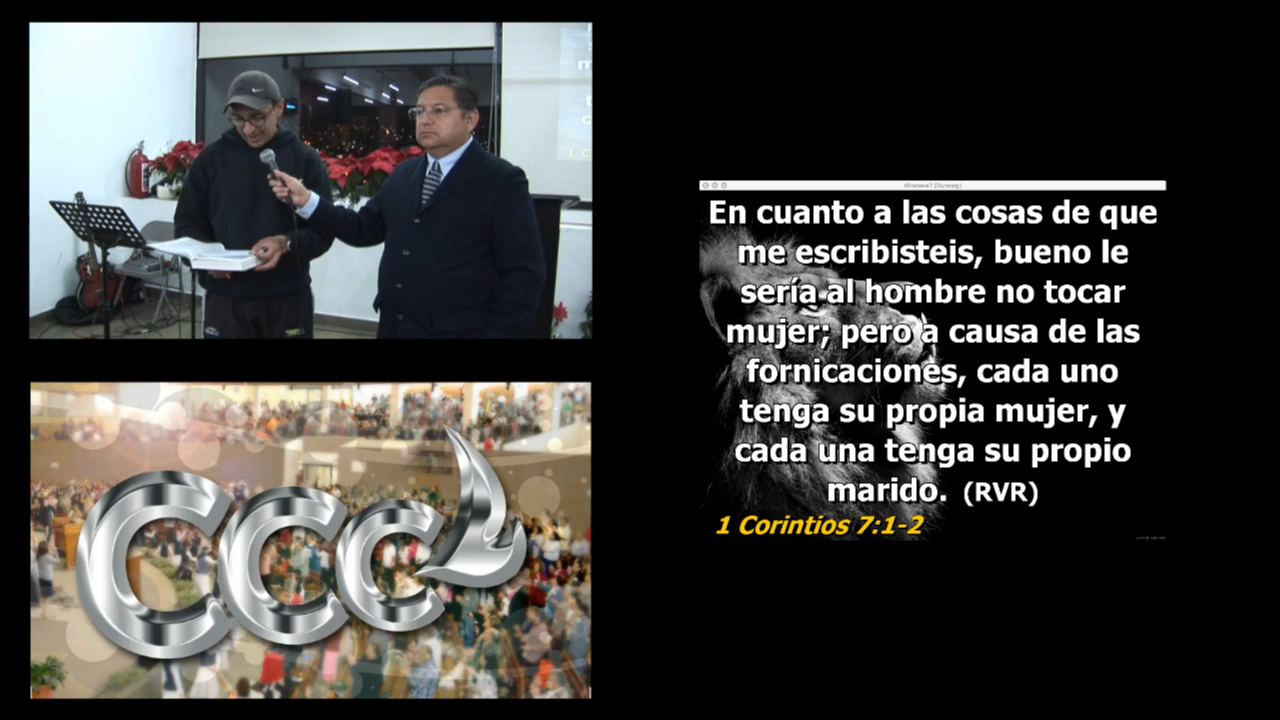 En cuanto a las cosas de que
me escribisteis, bueno le
sería al hombre no tocar
mujer; pero a causa de las
fornicaciones, cada uno
tenga su propia mujer, y
cada una tenga su propio
marido. (RVR)
1 Corintios 7:1-2
CCC